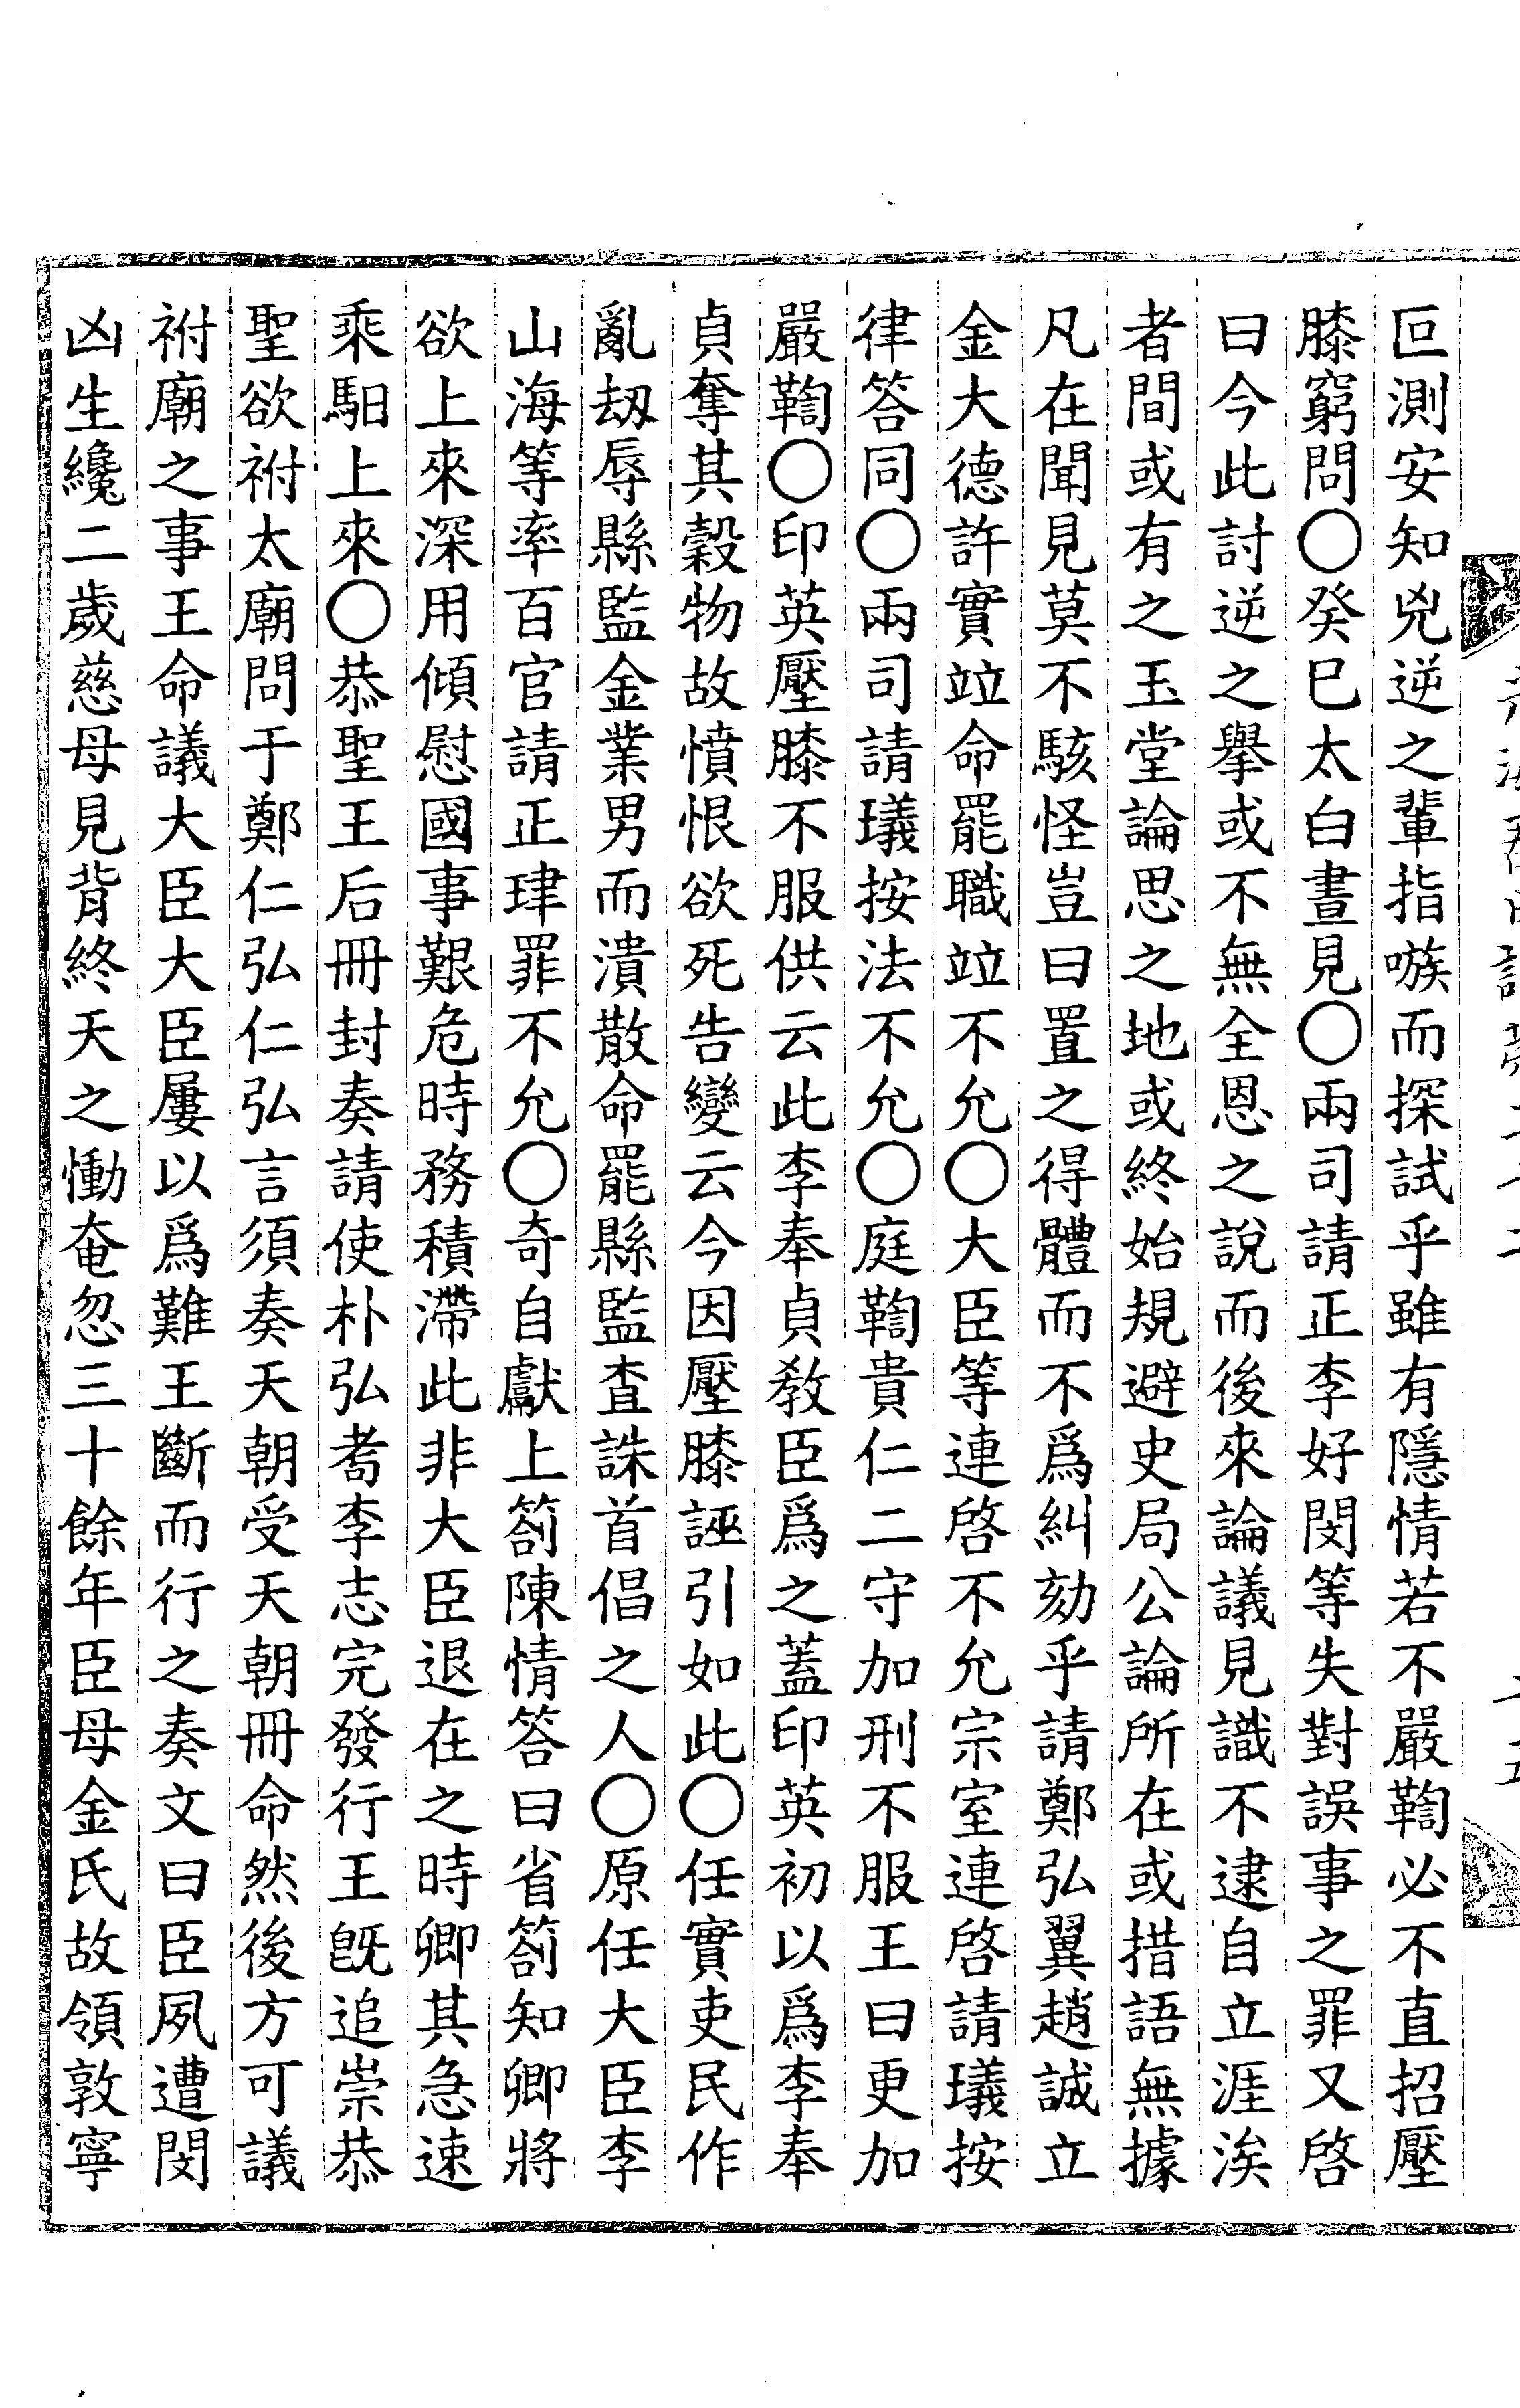 叵測安知兇逆之輩指嗾而探試乎雖有隱情若不嚴鞫必不直招壓
膝窮問○癸巳太白晝見○兩司請正李好閔等失對誤事之罪又啓
曰今此討逆之擧或不無全恩之說而後來論議見識不逮自立涯涘
者間或有之玉堂論思之地或終始規避史局公論所在或措語無據
凡在聞見莫不駭怪豈曰置之得體而不爲糾劾乎請鄭弘翼趙誠立
金大德許實竝命罷職竝不允○大臣等連啓不允宗室連啓請㼁按
律答同○兩司請㼁按法不允○庭鞫貴仁二守加刑不服王曰更加
嚴鞫○印英壓膝不服供云此李奉貞敎臣爲之蓋印英初以爲李奉
貞奪其穀物故憤恨欲死告變云今因壓膝誣引如此○任實吏民作
亂劫辱縣監金業男而潰散命罷縣監査誅首倡之人○原任大臣李
山海等率百官請正珒罪不允○奇自獻上箚陳情答曰省箚知卿將
欲上來深用傾慰國事艱危時務積滯此非大臣退在之時卿其急速
乘馹上來○恭聖王后冊封奏請使朴弘耉李志完發行王旣追崇恭
聖欲祔太廟問于鄭仁弘仁弘言須奏天朝受天朝冊命然後方可議
祔廟之事王命議大臣大臣屢以爲難王斷而行之奏文曰臣夙遭閔
凶生纔二歲慈母見背終天之慟奄忽三十餘年臣母金氏故領敦寧